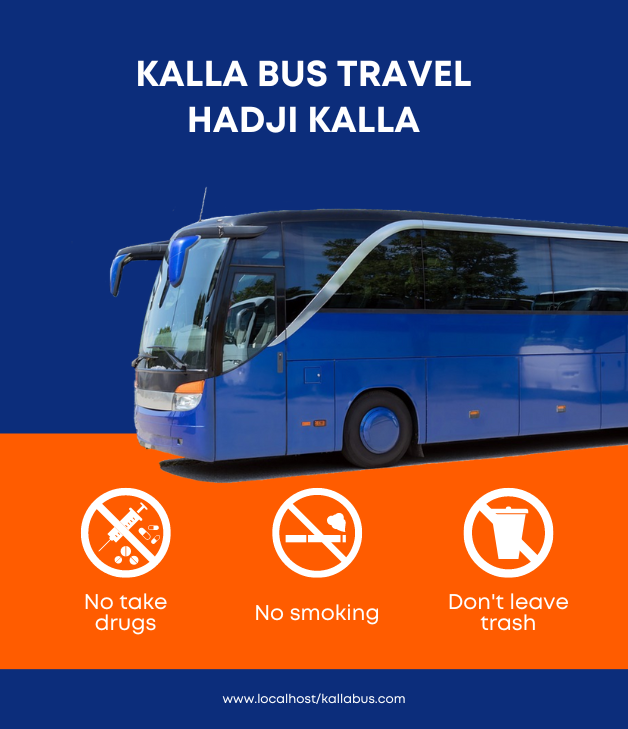 KALLA BUS TRAVEL
HADJI KALLA
No take
drugs
No smoking
Don't leave
trash
www.localhost/kallabus.com